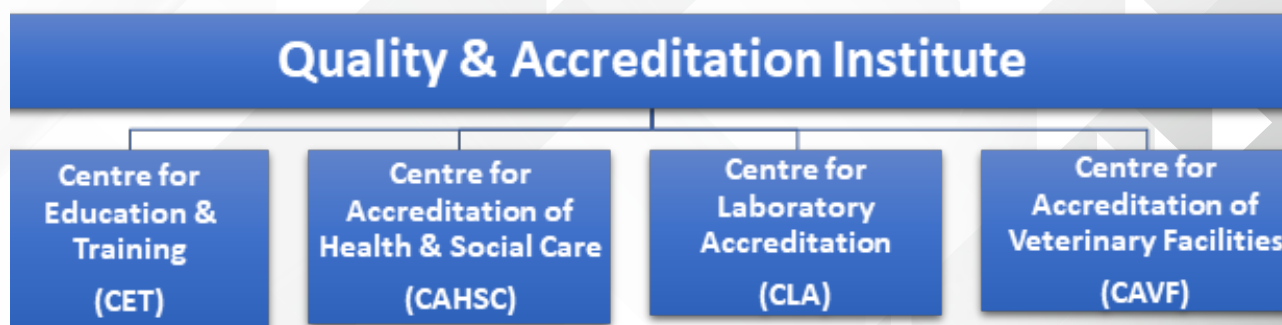 Quality & Accreditation Institute
Centre for
Education &
Training
(CET)
Centre for
Accreditation of
Health & Social Care
(CAHSC)
Centre for
Laboratory
Accreditation
(CLA)
Centre for
Accreditation of
Veterinary Facilities
(CAVF)